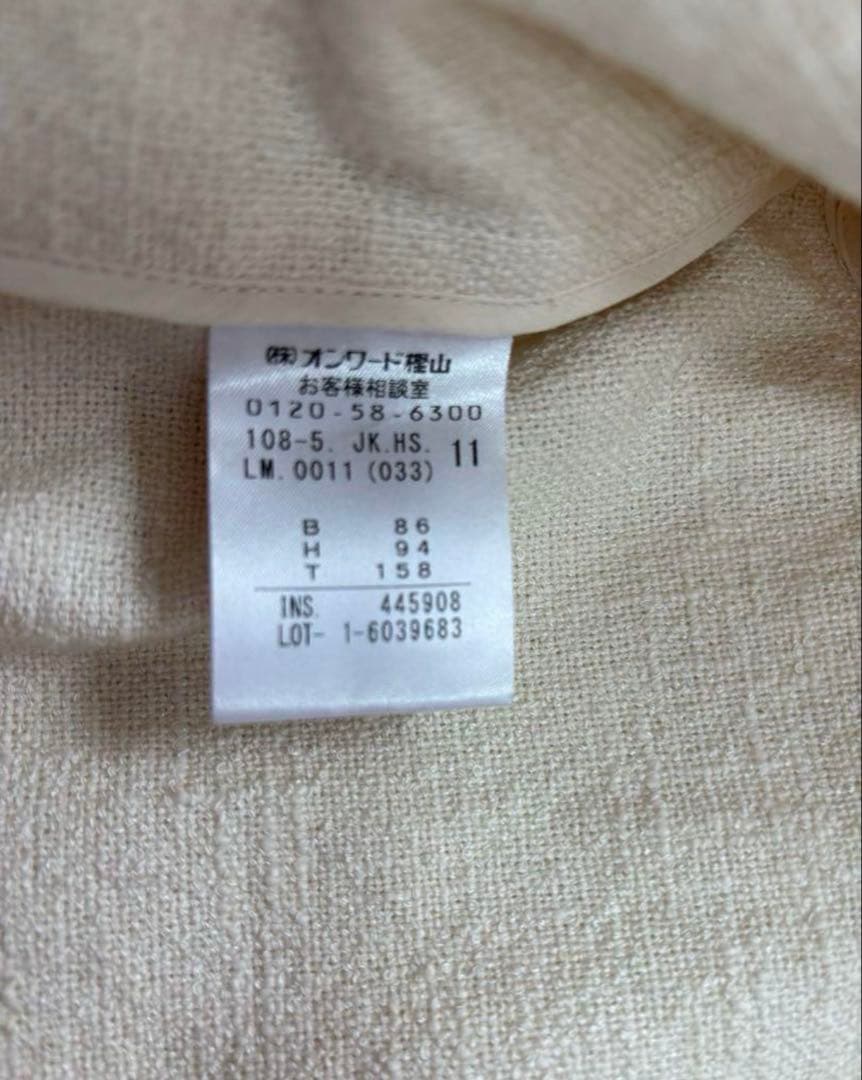 ㈱オンワード樫山
お客様相談室
0120-58-6300
108-5. JK.HS. 11
LM.0011 (033)
B 86
H 94
T 158
INS. 445908
LOT- 1-6039683